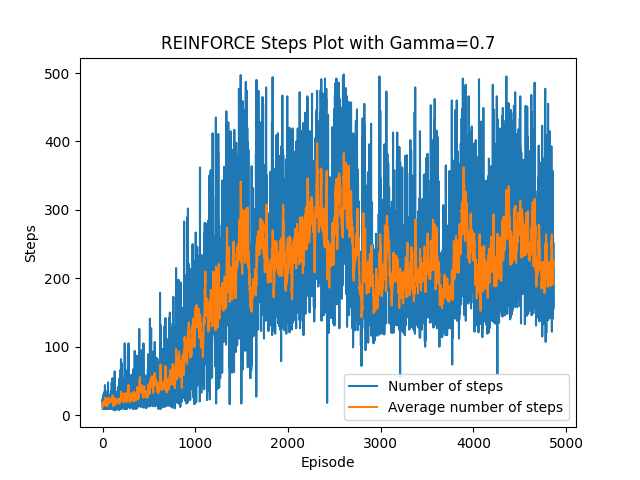 REINFORCE Steps Plot with Gamma=0.7
Steps
500
400
300
200
100
0
0 1000 2000 3000 4000 5000
Episode
Number of steps
Average number of steps